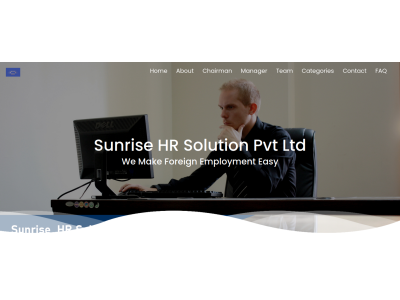 Home About Chairman Manager Team Categories Contact FAQ
DELL
Sunrise HR Solution Pvt Ltd
We Make Foreign Employment Easy
Sunrise HR